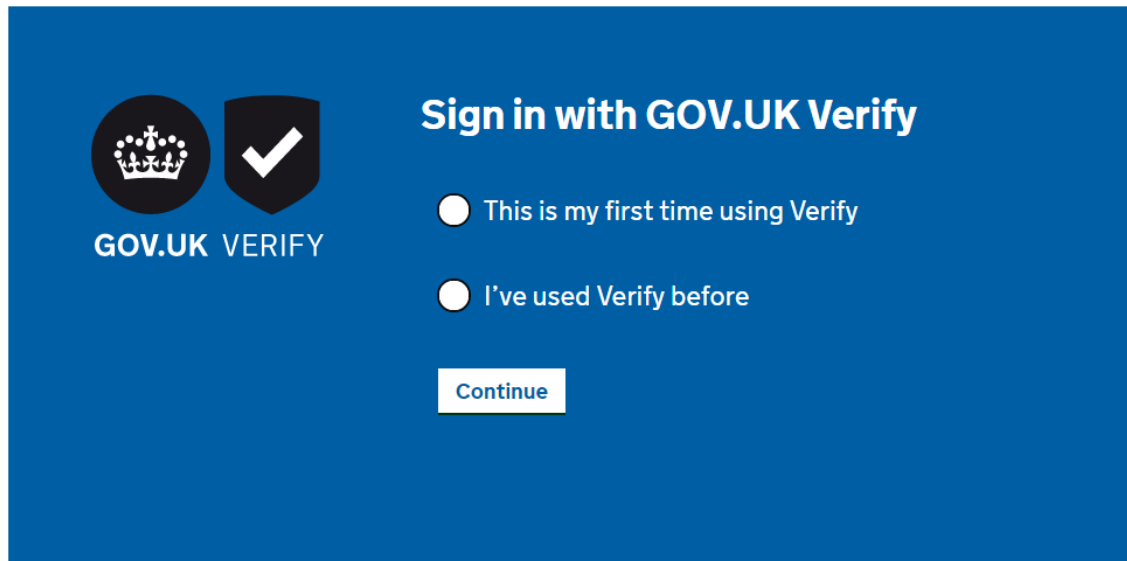 Sign in with GOV.UK Verify
GOV.UK VERIFY
This is my first time using Verify
I’ve used Verify before
Continue